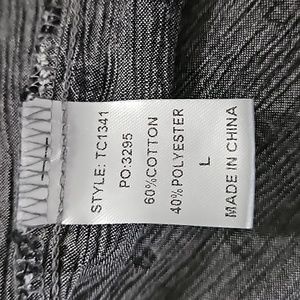 STYLE: TC1341
PO:3295
60%COTTON
40%POLYESTER
L
MADE IN CHINA